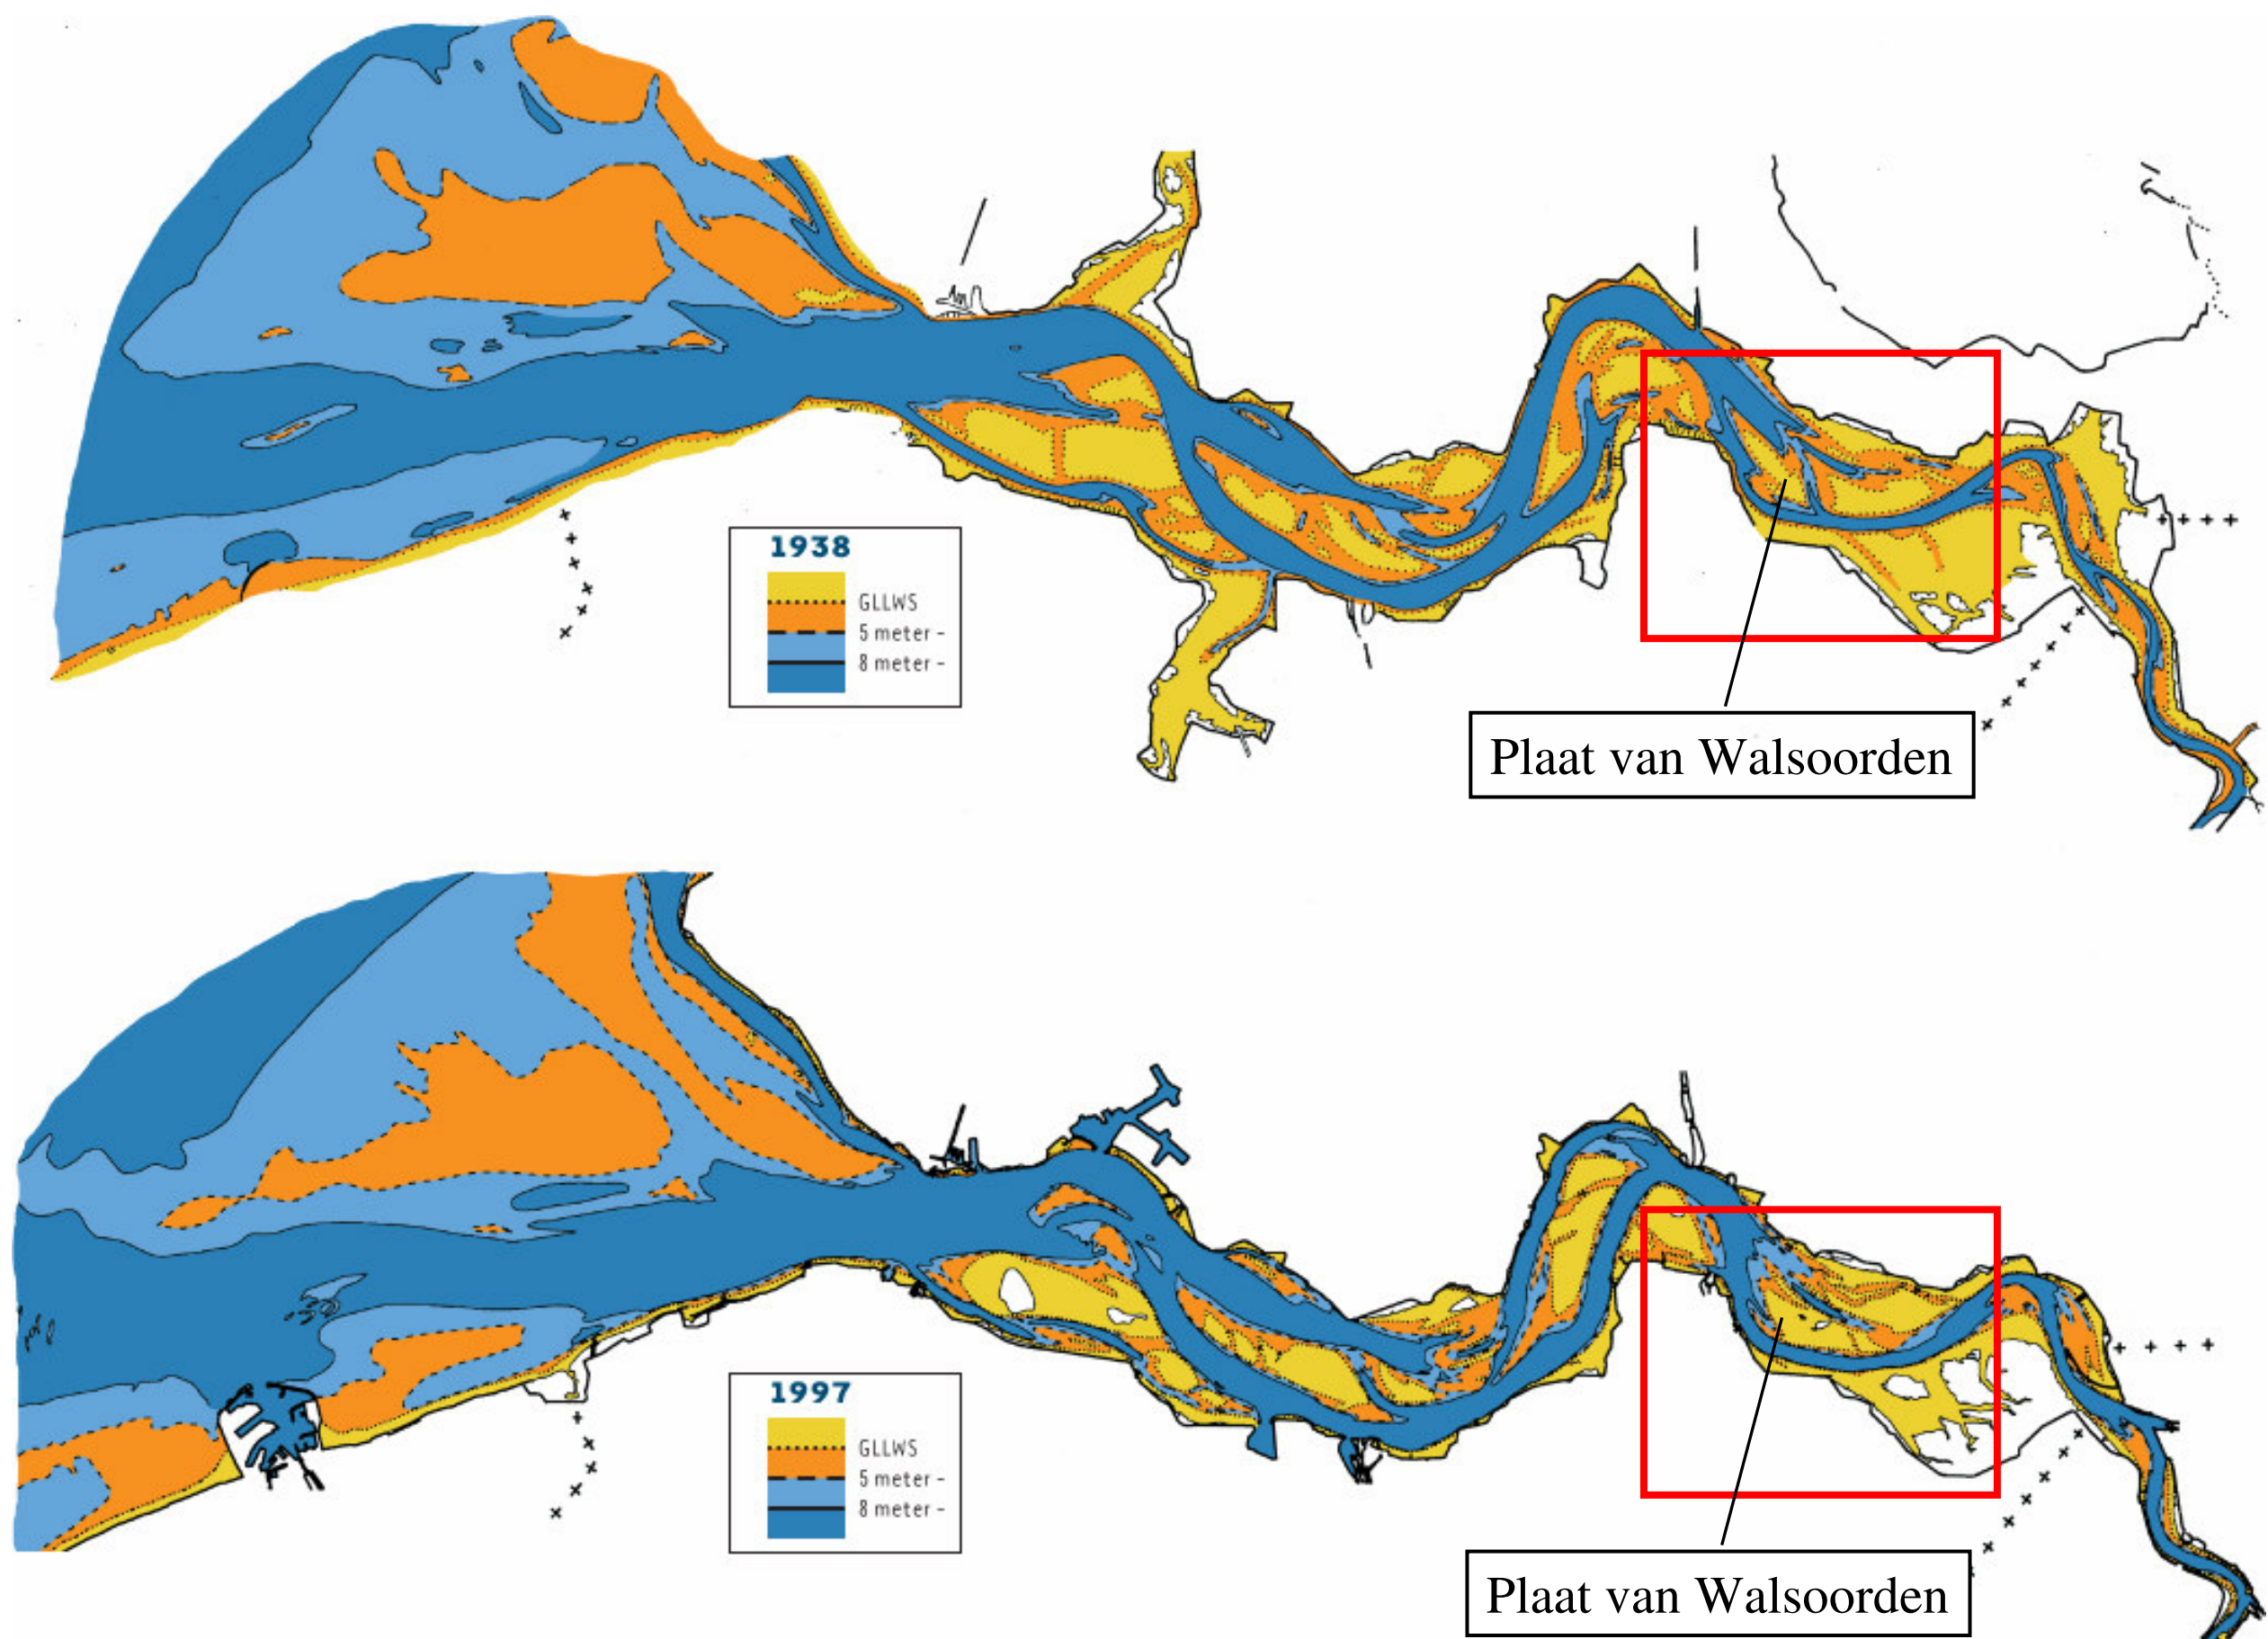 1938
GLLWS
5 meter -
8 meter -
Plaat van Walsoorden
1997
GLLWS
5 meter -
8 meter -
Plaat van Walsoorden